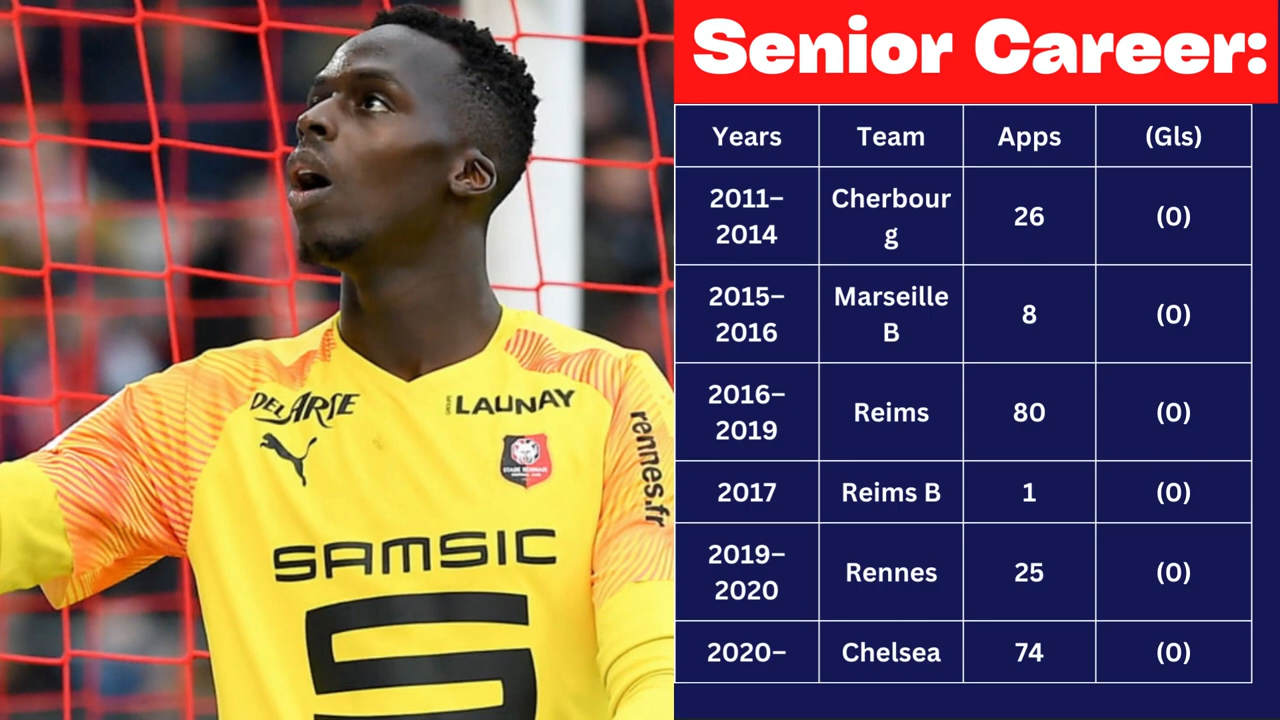 Senior Career:
Years Team Apps (Gls)
2011–
2014
Cherbour
g
26 (0)
2015–
2016
Marseille
B
8 (0)
2016–
2019
Reims 80 (0)
2017 Reims B 1 (0)
2019–
2020
Rennes 25 (0)
2020– Chelsea 74 (0)
DELARSE
LAUNAY
rennes.fr
STADE RENNAIS
SAMSIC
S